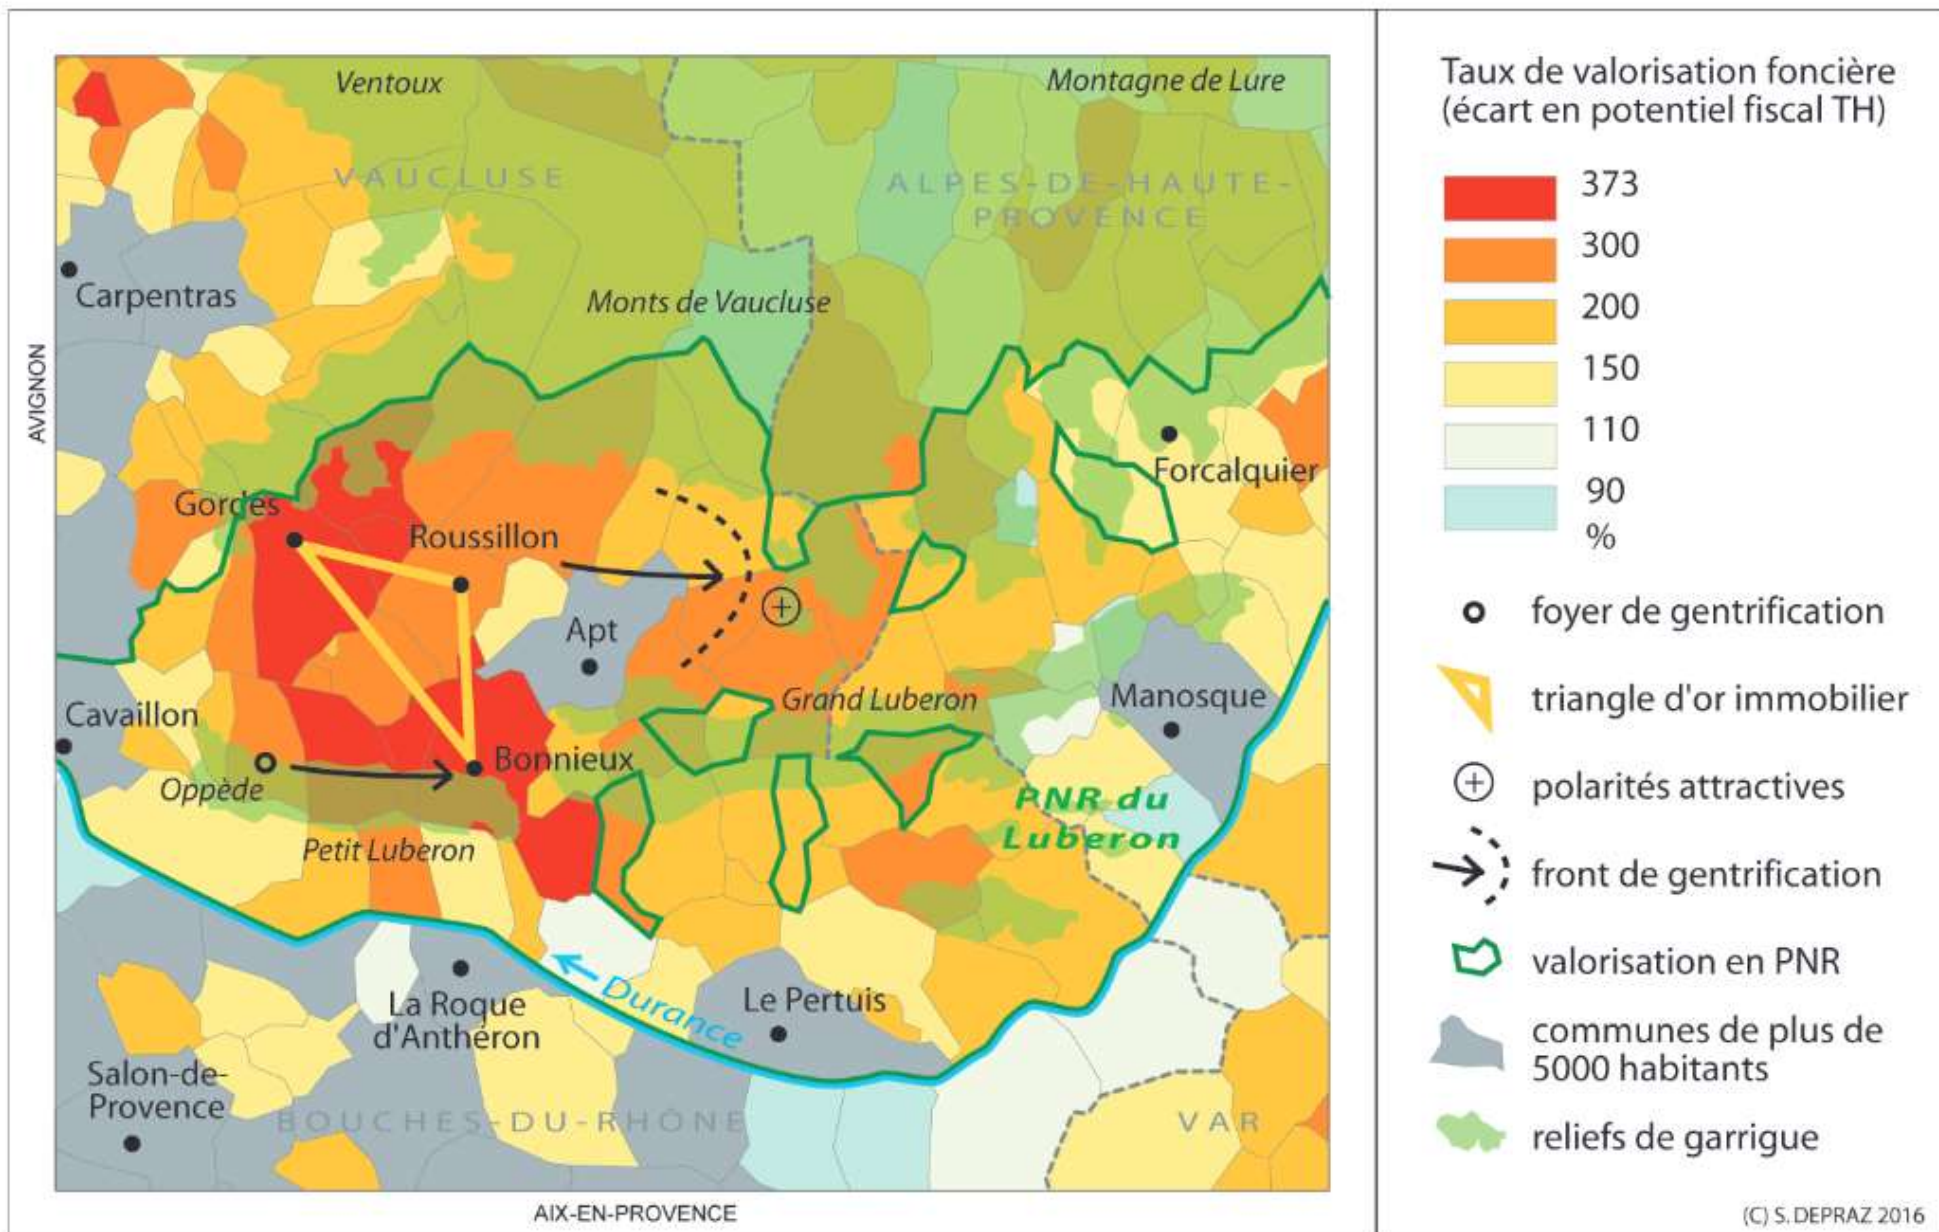 Ventoux
Montagne de Lure
VAUCLUSE
ALPES-DE-HAUTE-
PROVENCE
Carpentras
Monts de Vaucluse
AVIGNON
Gordes
Roussillon
Forcalquier
Apt
Cavaillon
Grand Luberon
Manosque
Bonnieux
Oppède
PNR du
Luberon
Petit Luberon
La Roque
d'Anthéron
Durance
Le Pertuis
Salon-de-
Provence
BOUCHES-DU-RHÔNE
VAR
AIX-EN-PROVENCE
Taux de valorisation foncière
(écart en potentiel fiscal TH)
373
300
200
150
110
90
%
foyer de gentrification
triangle d'or immobilier
polarités attractives
front de gentrification
valorisation en PNR
communes de plus de
5000 habitants
reliefs de garrigue
(C) S. DEPRAZ 2016